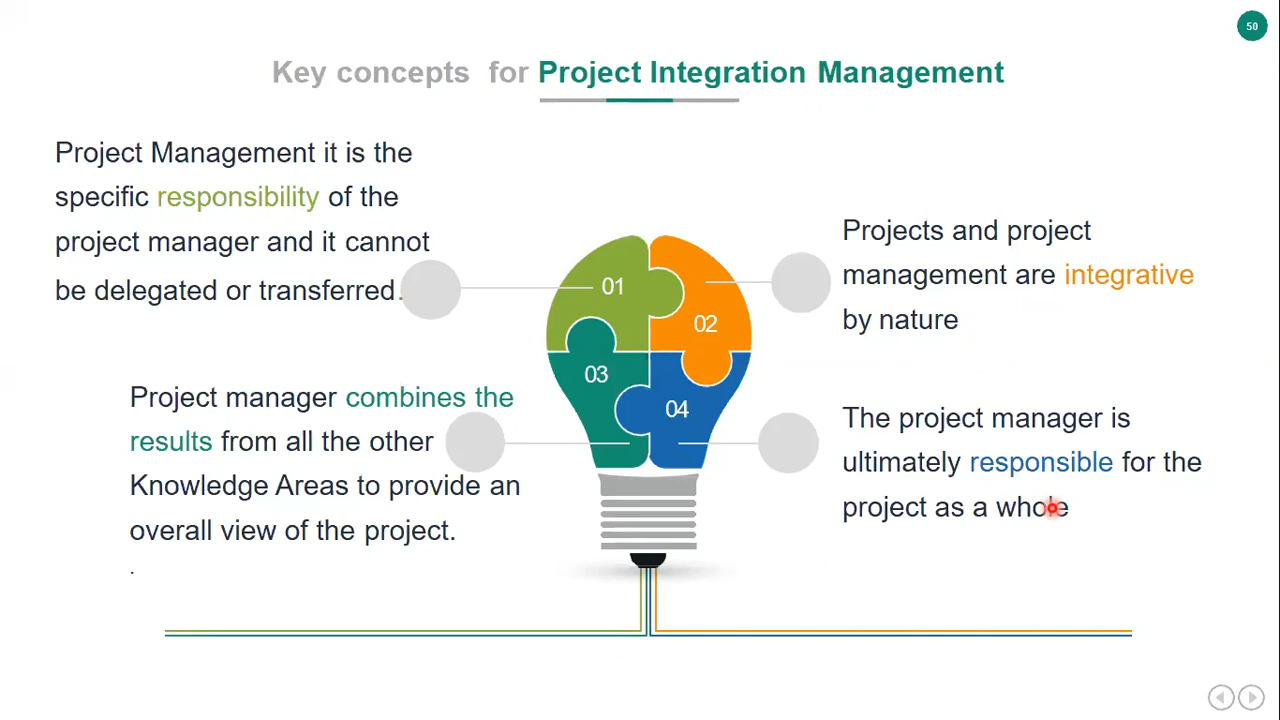 50
Key concepts for Project Integration Management
Project Management it is the
specific responsibility of the
project manager and it cannot
be delegated or transferred.
01
02
Projects and project
management are integrative
by nature
03
04
Project manager combines the
results from all the other
Knowledge Areas to provide an
overall view of the project.
.
The project manager is
ultimately responsible for the
project as a whole